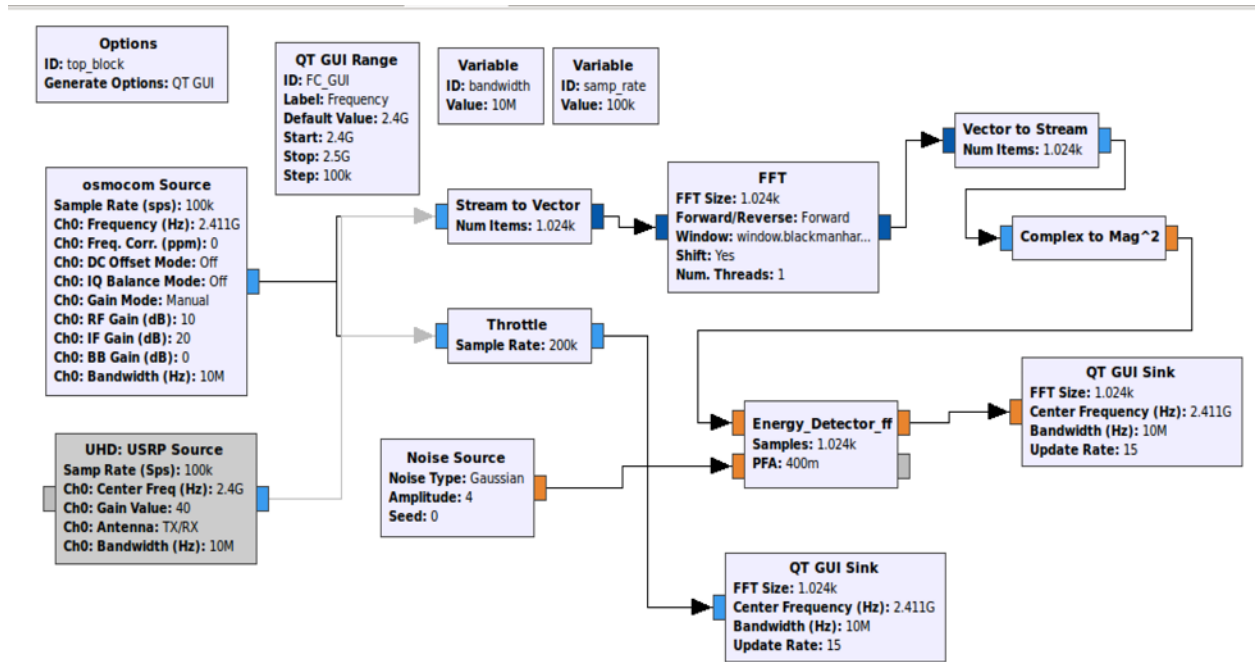 Options
ID: top_block
Generate Options: QT GUI
QT GUI Range
ID: FC_GUI
Label: Frequency
Default Value: 2.4G
Start: 2.4G
Stop: 2.5G
Step: 100k
Variable
ID: bandwidth
Value: 10M
Variable
ID: samp_rate
Value: 100k
osmocom Source
Sample Rate (sps): 100k
Ch0: Frequency (Hz): 2.411G
Ch0: Freq. Corr. (ppm): 0
Ch0: DC Offset Mode: Off
Ch0: IQ Balance Mode: Off
Ch0: Gain Mode: Manual
Ch0: RF Gain (dB): 10
Ch0: IF Gain (dB): 20
Ch0: BB Gain (dB): 0
Ch0: Bandwidth (Hz): 10M
Stream to Vector
Num Items: 1.024k
FFT
FFT Size: 1.024k
Forward/Reverse: Forward
Window: window.blackmanhar...
Shift: Yes
Num. Threads: 1
Vector to Stream
Num Items: 1.024k
Complex to Mag^2
Throttle
Sample Rate: 200k
UHD: USRP Source
Samp Rate (Sps): 100k
Ch0: Center Freq (Hz): 2.4G
Ch0: Gain Value: 40
Ch0: Antenna: TX/RX
Ch0: Bandwidth (Hz): 10M
Noise Source
Noise Type: Gaussian
Amplitude: 4
Seed: 0
Energy_Detector_ff
Samples: 1.024k
PFA: 400m
QT GUI Sink
FFT Size: 1.024k
Center Frequency (Hz): 2.411G
Bandwidth (Hz): 10M
Update Rate: 15
QT GUI Sink
FFT Size: 1.024k
Center Frequency (Hz): 2.411G
Bandwidth (Hz): 10M
Update Rate: 15